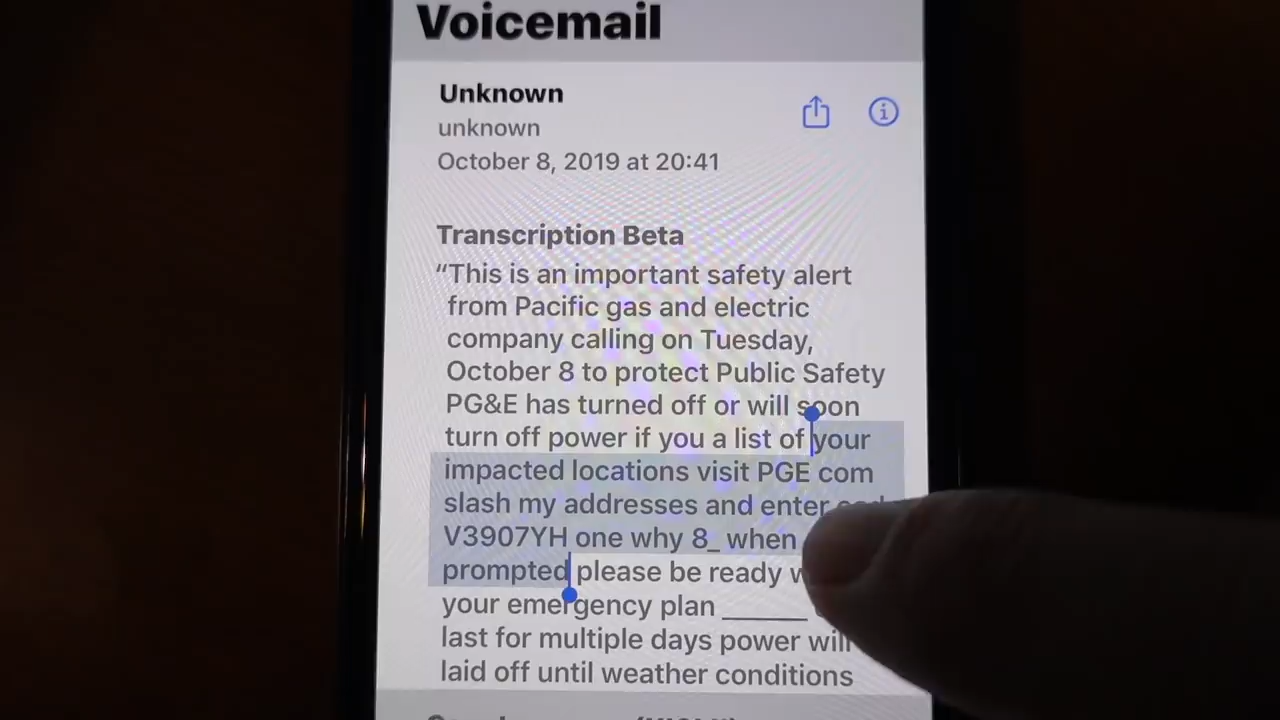 Voicemail
Unknown
unknown
October 8, 2019 at 20:41
Transcription Beta
“This is an important safety alert
from Pacific gas and electric
company calling on Tuesday,
October 8 to protect Public Safety
PG&E has turned off or will soon
turn off power if you a list of your
impacted locations visit PGE com
slash my addresses and enter
V3907YH one why 8_ when
prompted please be ready
your emergency plan ______
last for multiple days power will
laid off until weather conditions